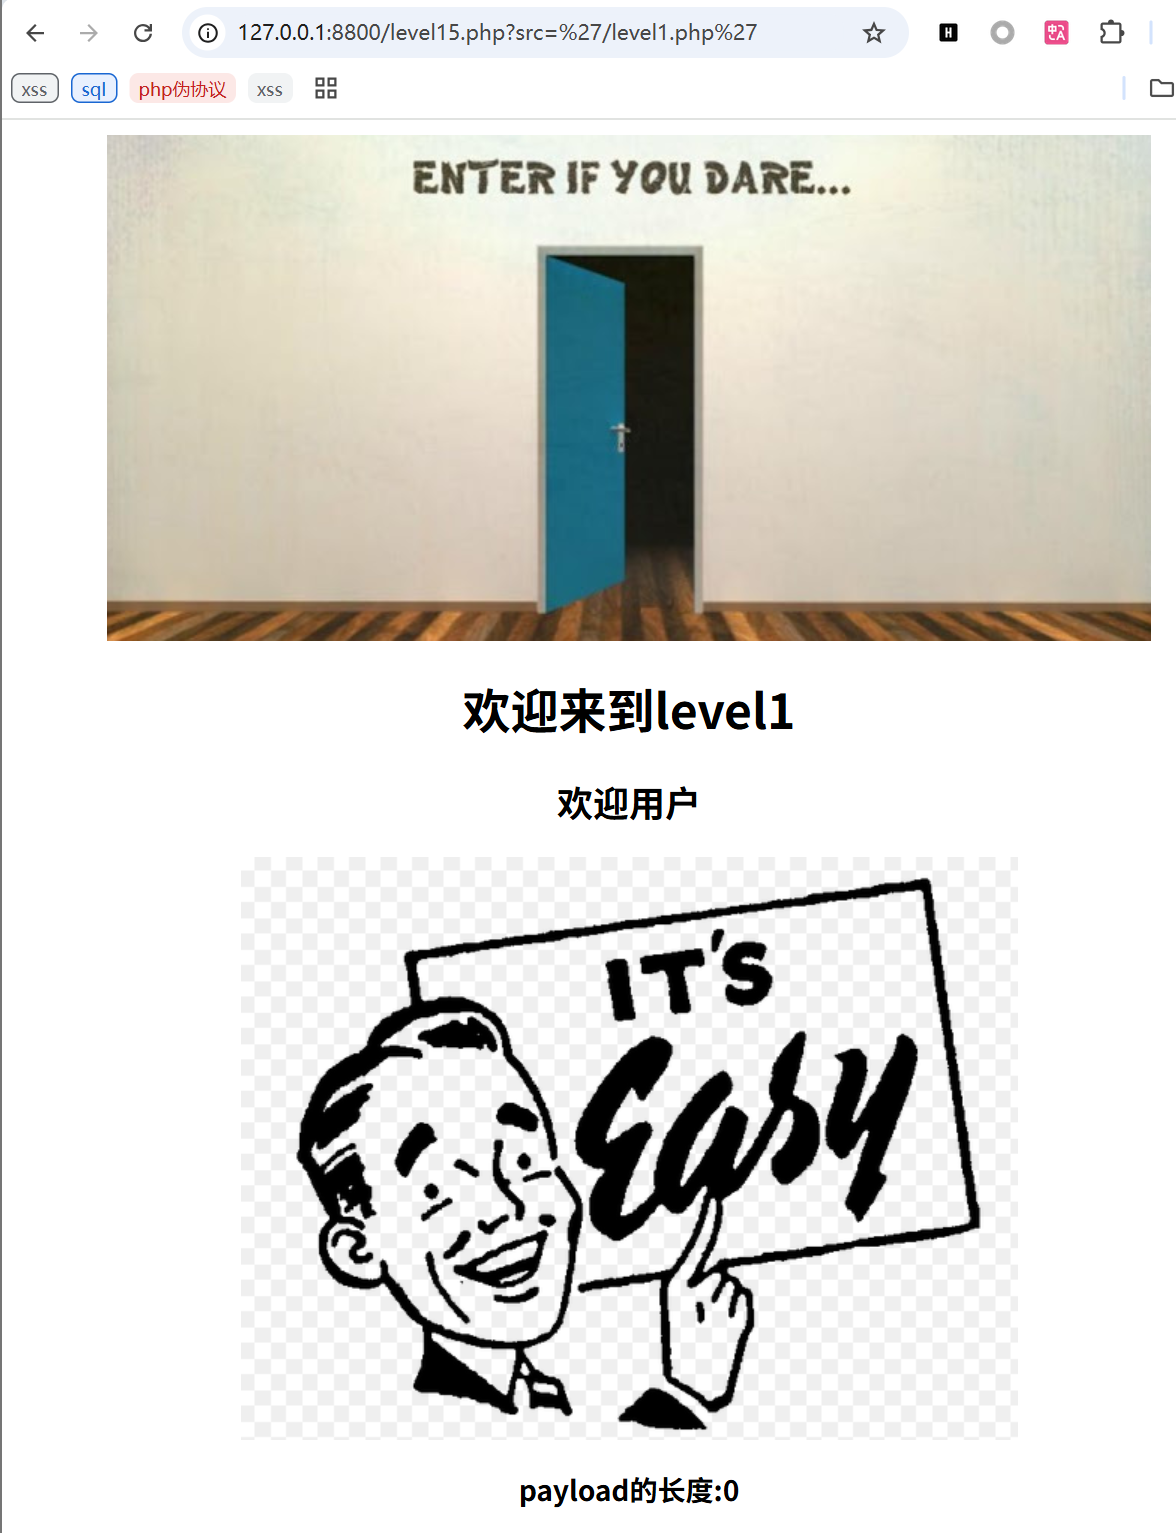 127.0.0.1:8800/level15.php?src=%27/level1.php%27
H
中A
xss
sql
php伪协议
xss
ENTER IF YOU DARE...
欢迎来到level1
欢迎用户
IT'S
Easy
payload的长度:0